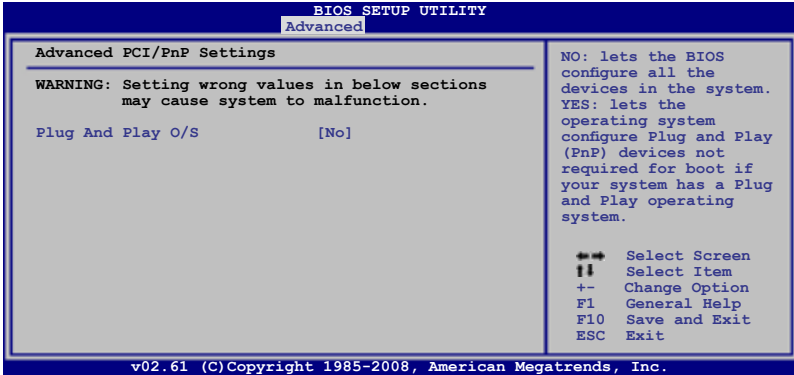 BIOS SETUP UTILITY
Advanced
Advanced PCI/PnP Settings
WARNING: Setting wrong values in below sections
may cause system to malfunction.
Plug And Play O/S [No]
NO: lets the BIOS
configure all the
devices in the system.
YES: lets the
operating system
configure Plug and Play
(PnP) devices not
required for boot if
your system has a Plug
and Play operating
system.
←→ Select Screen
↑↓ Select Item
+- Change Option
F1 General Help
F10 Save and Exit
ESC Exit
v02.61 (C)Copyright 1985-2008, American Megatrends, Inc.